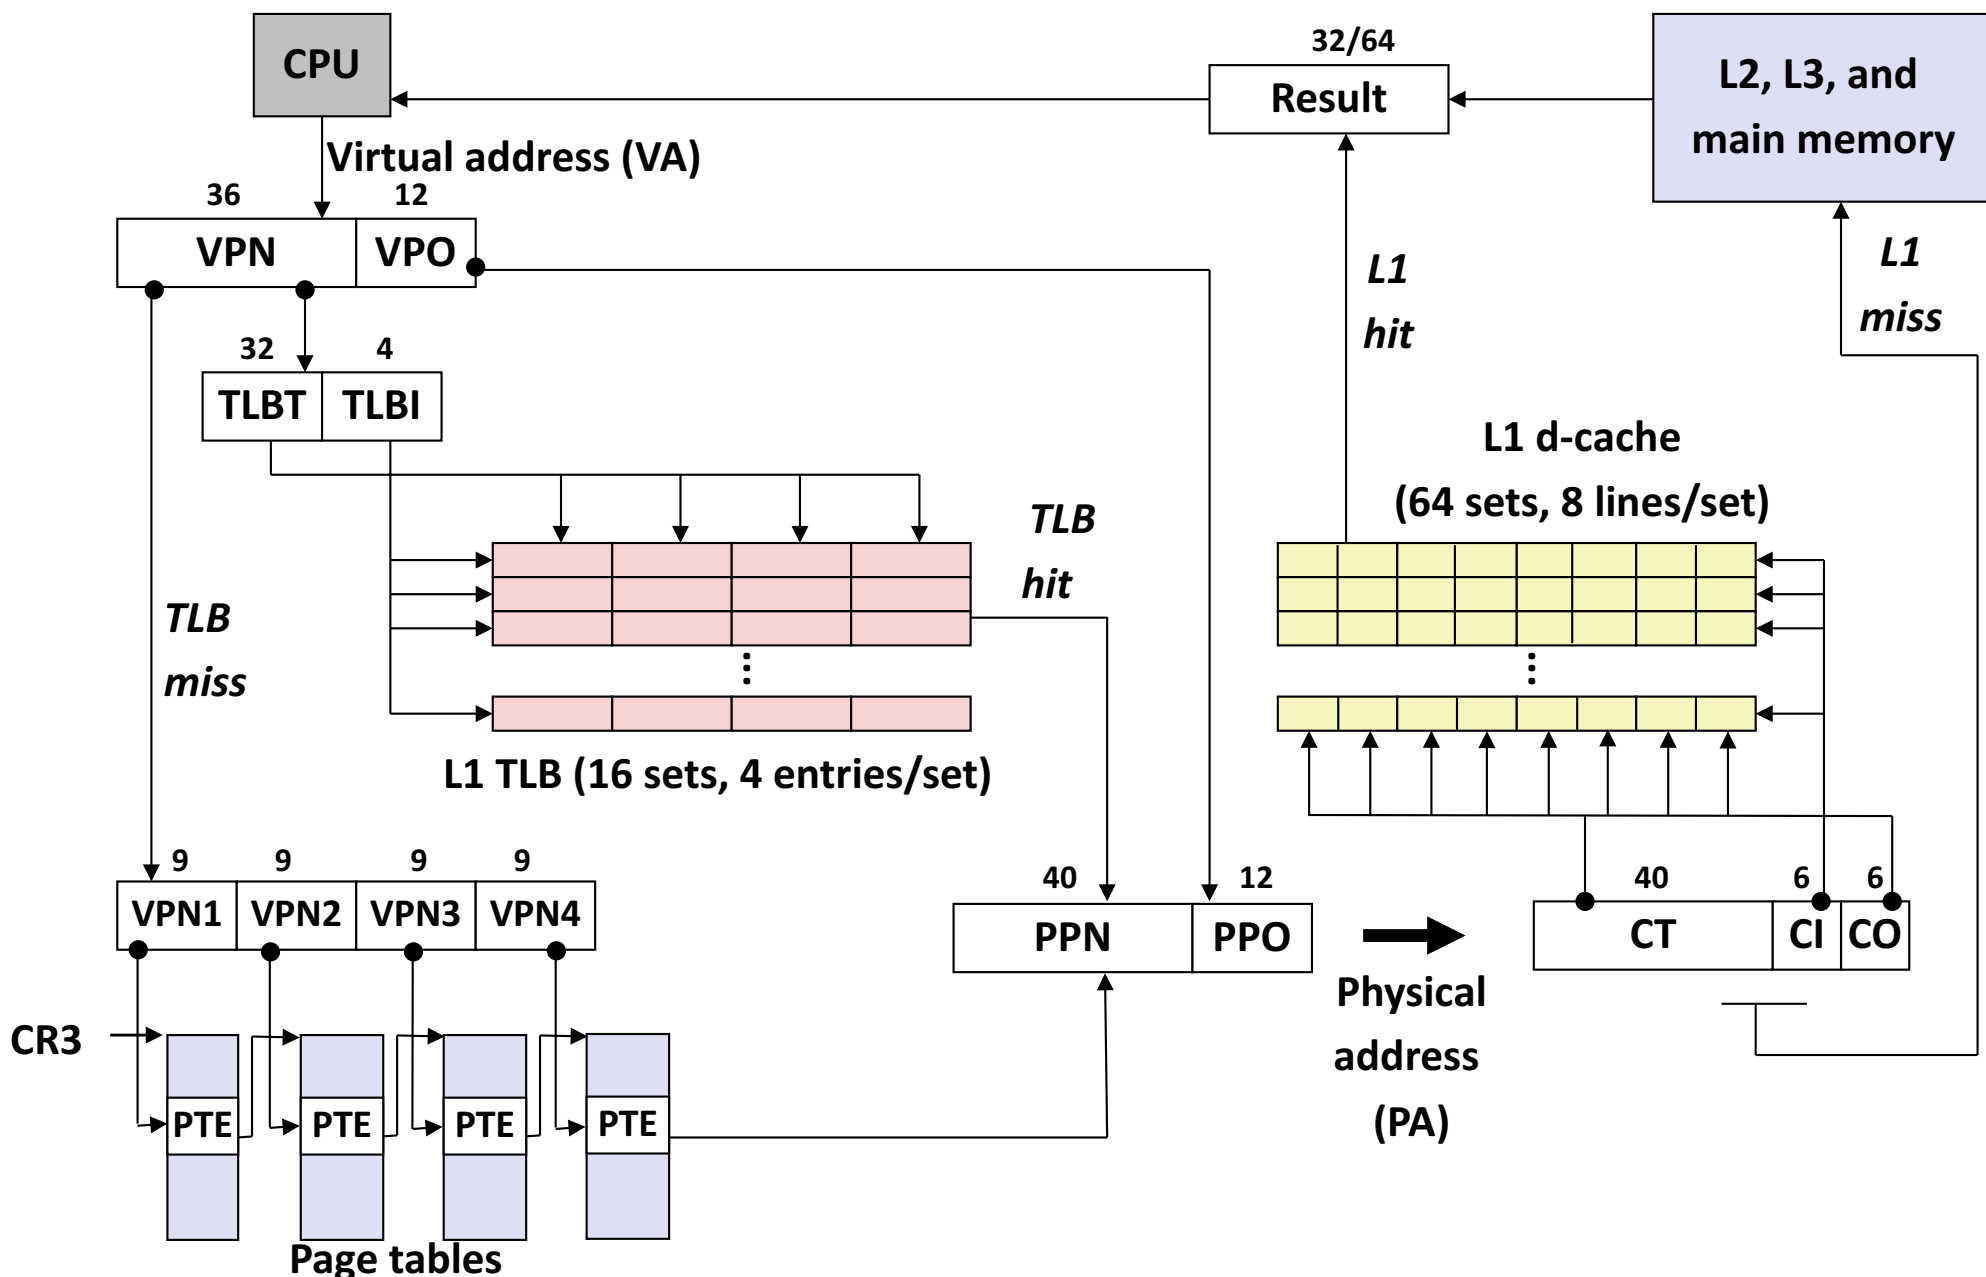 CPU
32/64
Result
L2, L3, and
main memory
Virtual address (VA)
36
12
VPN
VPO
L1
hit
L1
miss
32
4
TLBT
TLBI
L1 d-cache
(64 sets, 8 lines/set)
TLB
hit
TLB
miss
...
...
L1 TLB (16 sets, 4 entries/set)
9
9
9
9
VPN1
VPN2
VPN3
VPN4
40
12
PPN
PPO
40
6
6
CT
CI
CO
Physical
address
(PA)
CR3
PTE
PTE
PTE
PTE
Page tables